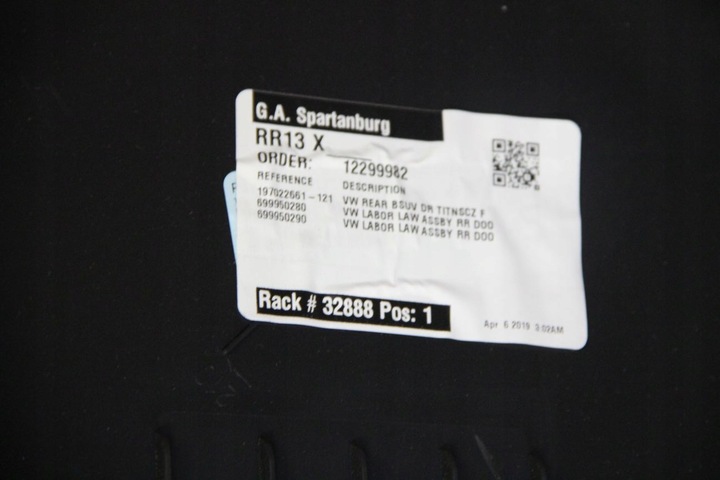 G.A. Spartanburg
RR13 X
ORDER: 12299982
REFERENCE DESCRIPTION
197022661-121 VW REAR BSUV DR TITNSCZ F
699950280 VW LABOR LAW ASSBY RR DOO
699950290 VW LABOR LAW ASSBY RR DOO
Rack # 32888 Pos: 1
Apr 6 2019 3:02AM